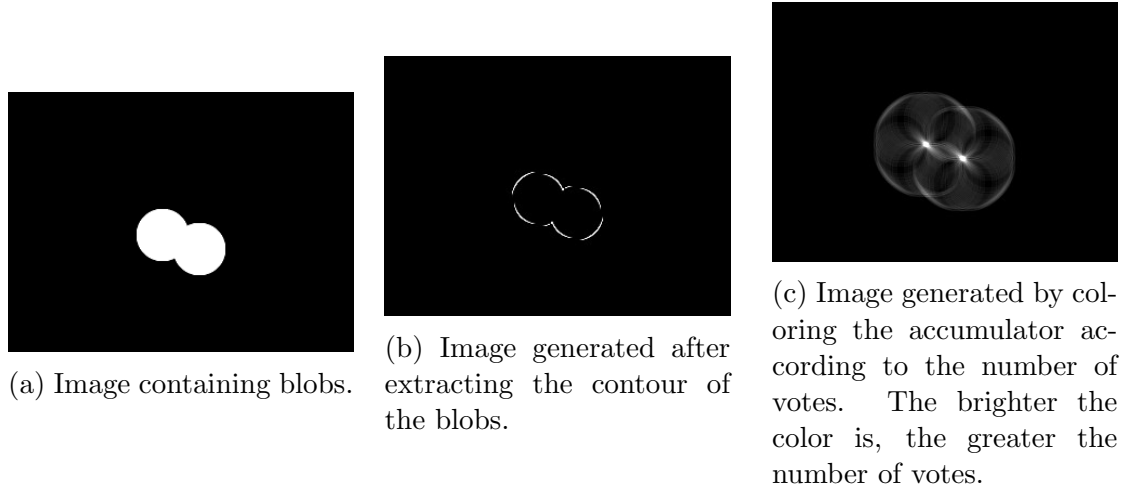 (a) Image containing blobs.
(b) Image generated after
extracting the contour of
the blobs.
(c) Image generated by col-
oring the accumulator ac-
cording to the number of
votes. The brighter the
color is, the greater the
number of votes.